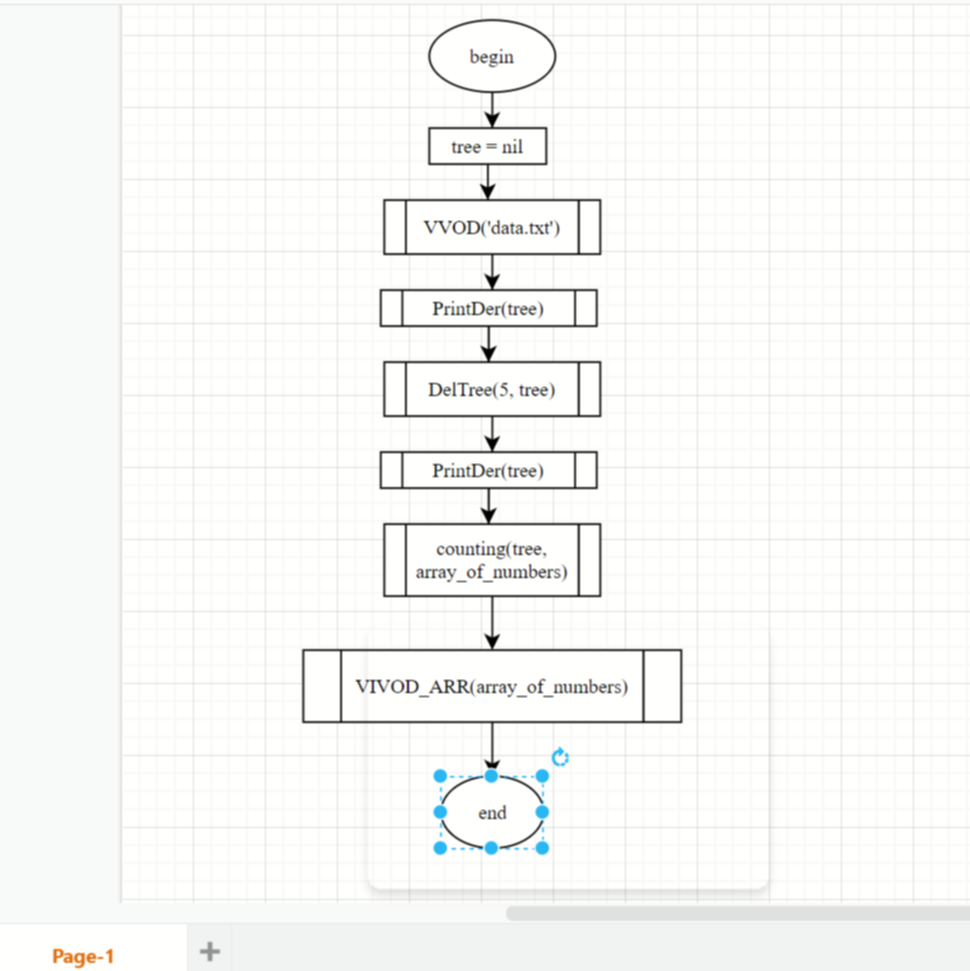 begin
tree = nil
VVOD('data.txt')
PrintDer(tree)
DelTree(5, tree)
PrintDer(tree)
counting(tree,
array_of_numbers)
VIVOD_ARR(array_of_numbers)
end
Page-1